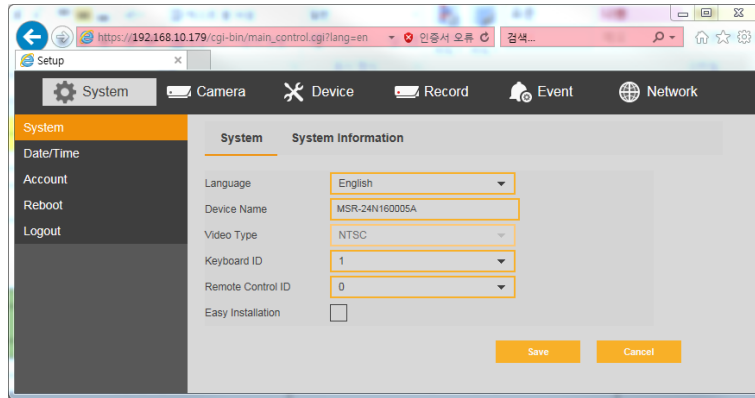 https://192.168.10.179/cgi-bin/main_control.cgi?lang=en 인증서 오류 검색...
Setup
System Camera Device Record Event Network
System
Date/Time
Account
Reboot
Logout
System System Information
Language English
Device Name MSR-24N160005A
Video Type NTSC
Keyboard ID 1
Remote Control ID 0
Easy Installation
Save Cancel